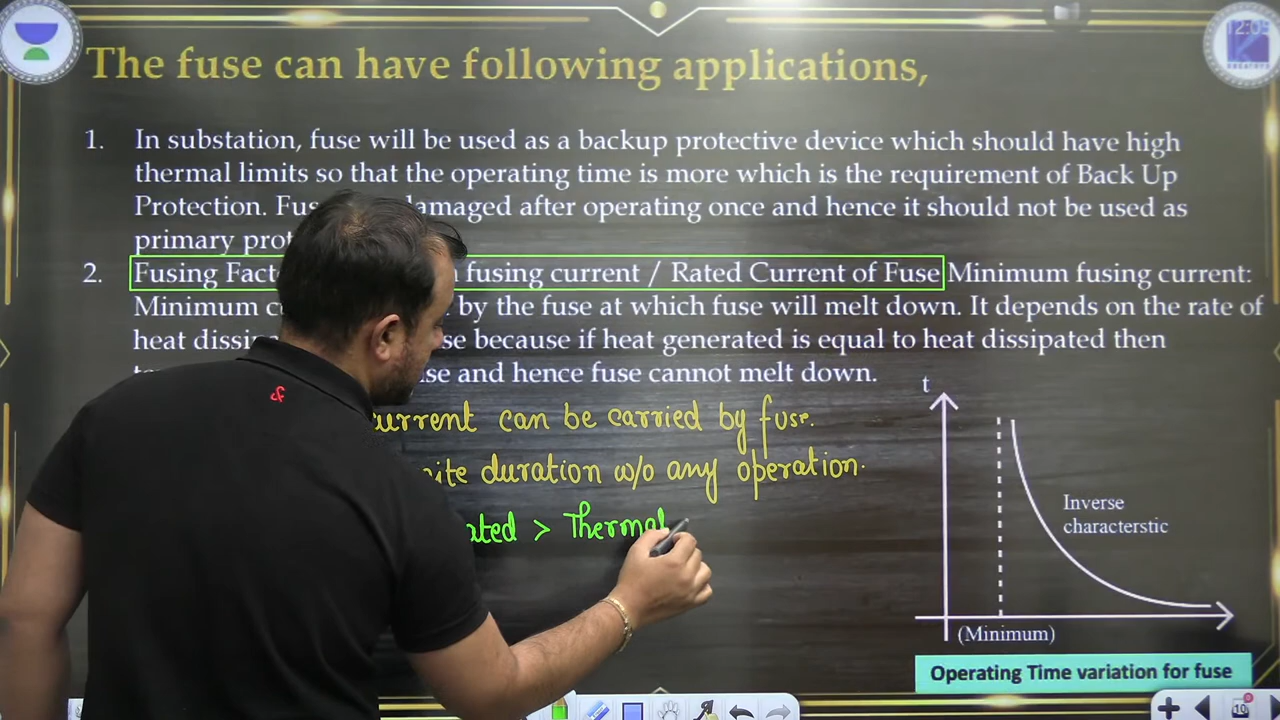 The fuse can have following applications,
1. In substation, fuse will be used as a backup protective device which should have high
thermal limits so that the operating time is more which is the requirement of Back Up
Protection. Fus damaged after operating once and hence it should not be used as
primary prot
2. Fusing Fact fusing current / Rated Current of Fuse Minimum fusing current:
Minimum c by the fuse at which fuse will melt down. It depends on the rate of
heat dissi se because if heat generated is equal to heat dissipated then
se and hence fuse cannot melt down.
current can be carried by fuse.
nite duration w/o any operation.
ated > Thermal
t
Inverse
characterstic
(Minimum)
Operating Time variation for fuse
12:05
10